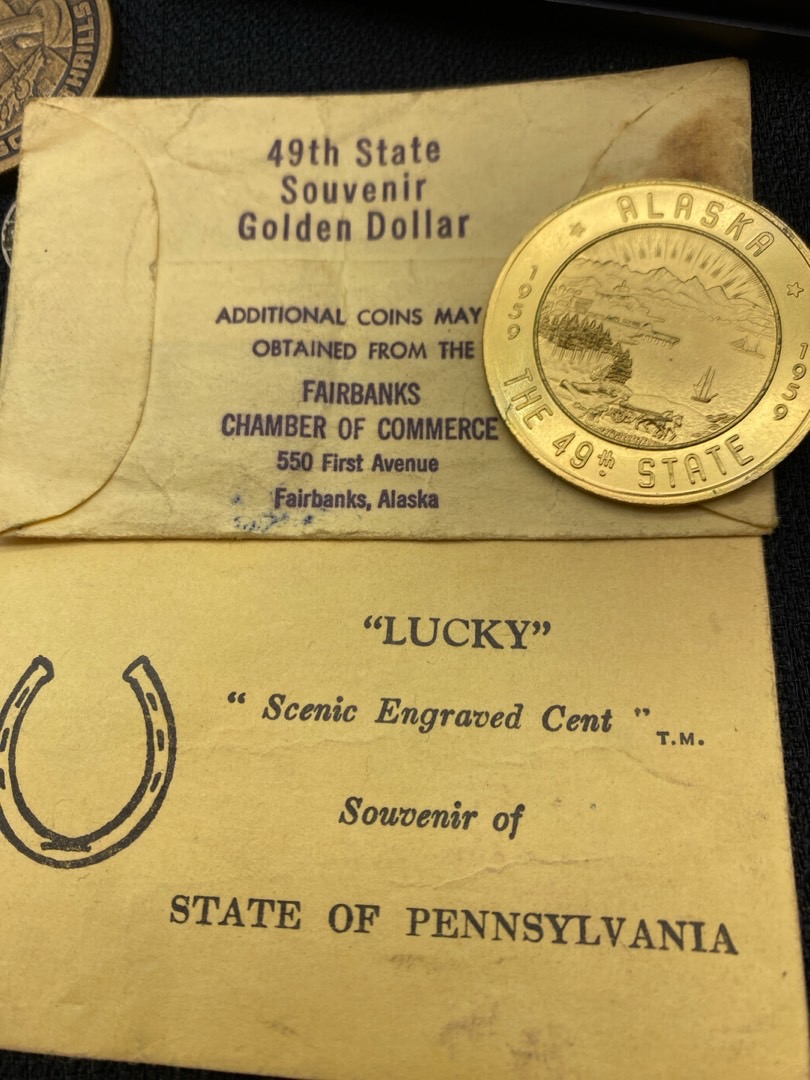 THRILLS
49th State
Souvenir
Golden Dollar
ADDITIONAL COINS MAY
OBTAINED FROM THE
FAIRBANKS
CHAMBER OF COMMERCE
550 First Avenue
Fairbanks, Alaska
ALASKA
1959
1959
THE 49th STATE
"LUCKY"
" Scenic Engraved Cent " T.M.
Souvenir of
STATE OF PENNSYLVANIA